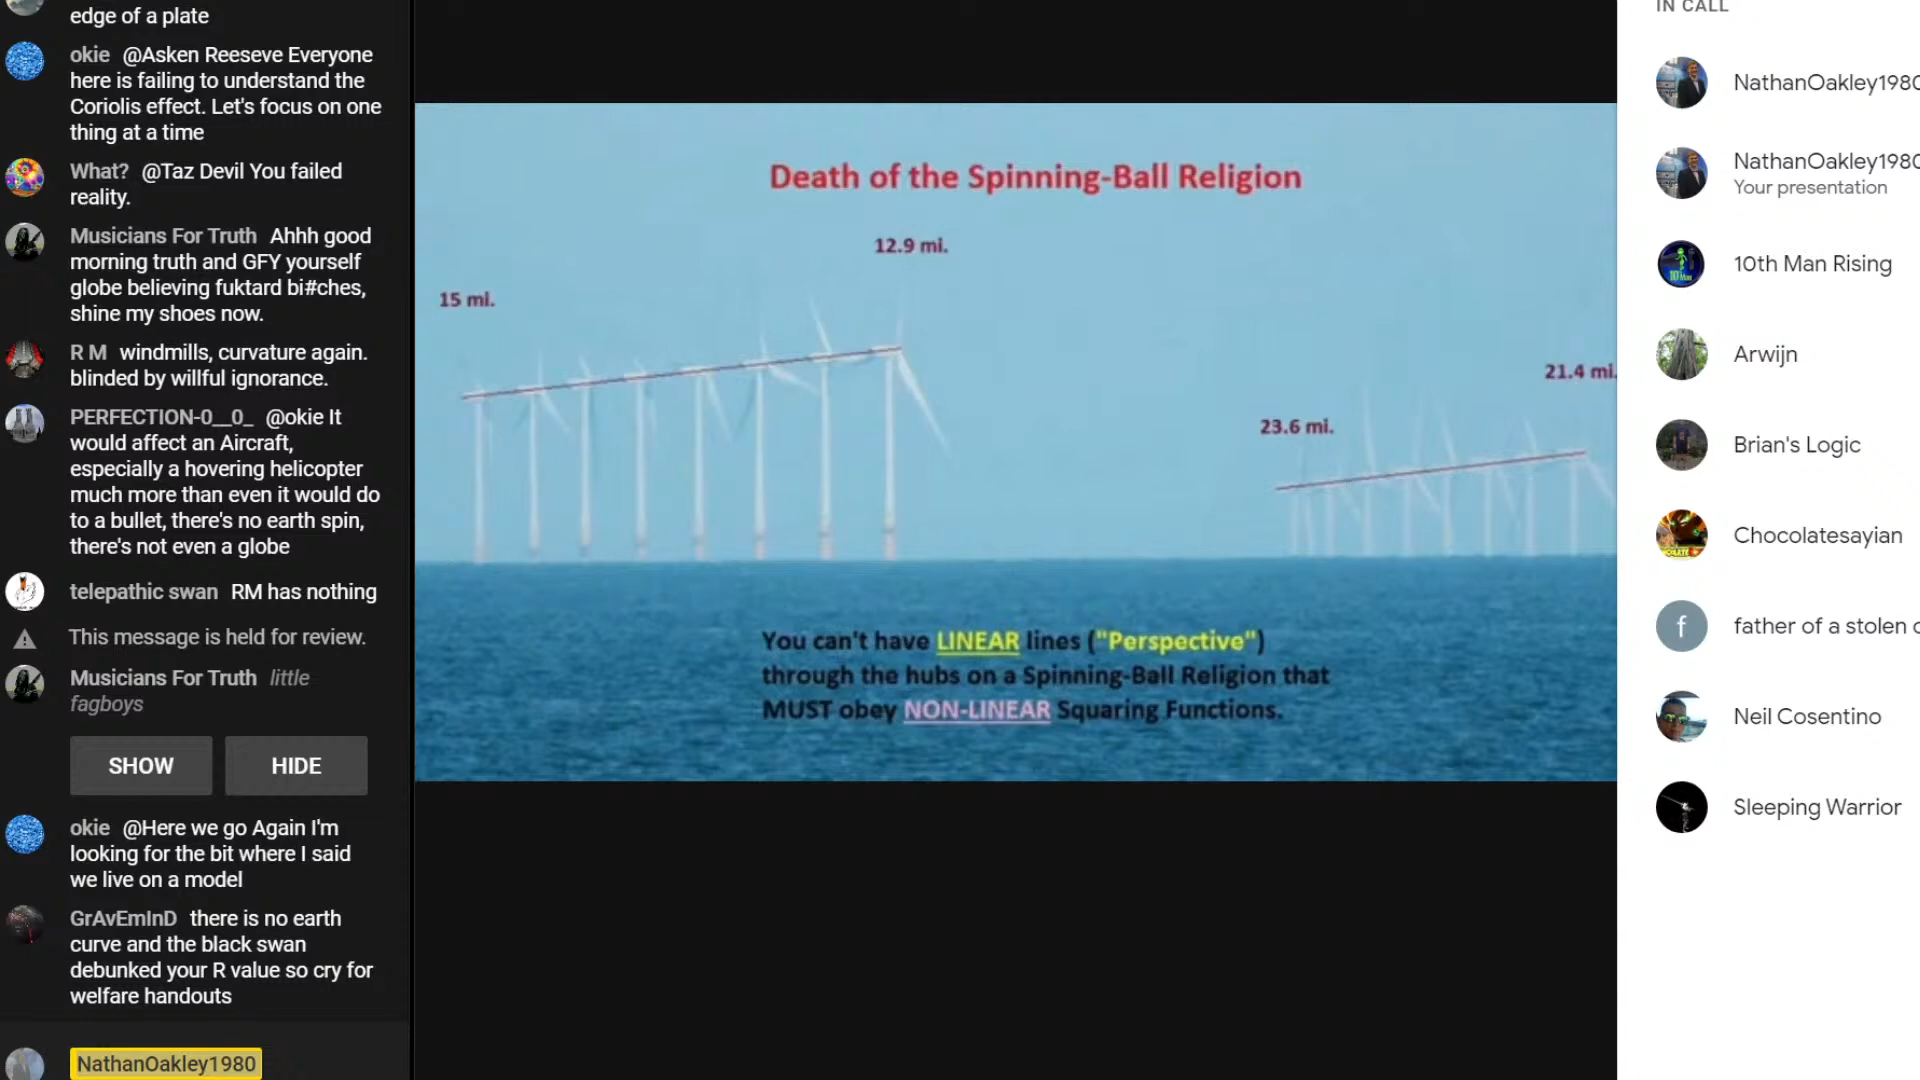 edge of a plate
okie @Asken Reeseve Everyone
here is failing to understand the
Coriolis effect. Let's focus on one
thing at a time
What? @Taz Devil You failed
reality.
Musicians For Truth Ahhh good
morning truth and GFY yourself
globe believing fuktard bi#ches,
shine my shoes now.
R M windmills, curvature again.
blinded by willful ignorance.
PERFECTION-0__0_ @okie It
would affect an Aircraft,
especially a hovering helicopter
much more than even it would do
to a bullet, there's no earth spin,
there's not even a globe
telepathic swan RM has nothing
This message is held for review.
Musicians For Truth little
fagboys
SHOW HIDE
okie @Here we go Again I'm
looking for the bit where I said
we live on a model
GrAvEmInD there is no earth
curve and the black swan
debunked your R value so cry for
welfare handouts
NathanOakley1980
Death of the Spinning-Ball Religion
12.9 mi.
15 mi.
21.4 mi.
23.6 mi.
You can't have LINEAR lines ("Perspective")
through the hubs on a Spinning-Ball Religion that
MUST obey NON-LINEAR Squaring Functions.
IN CALL
NathanOakley1980
NathanOakley1980
Your presentation
10th Man Rising
Arwijn
Brian's Logic
Chocolatesayian
f
father of a stolen
Neil Cosentino
Sleeping Warrior